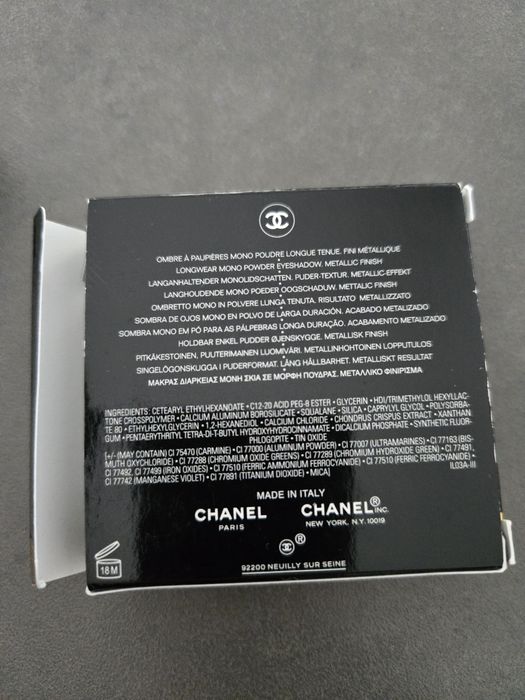 OMBRE À PAUPIÈRES MONO POUDRE LONGUE TENUE. FINI MÉTALLIQUE
LONGWEAR MONO POWDER EYESHADOW. METALLIC FINISH
LANGANHALTENDER MONOLIDSCHATTEN. PUDER-TEXTUR. METALLIC-EFFEKT
LANGHOUDENDE MONO POEDER OOGSCHADUW. METTALIC FINISH
OMBRETTO MONO IN POLVERE LUNGA TENUTA. RISULTATO METALLIZZATO
SOMBRA DE OJOS MONO EN POLVO DE LARGA DURACIÓN. ACABADO METALIZADO
SOMBRA MONO EM PÓ PARA AS PÁLPEBRAS LONGA DURAÇÃO. ACABAMENTO METALIZADO
HOLDBAR ENKEL PUDDER ØJENSKYGGE. METALLISK FINISH
PITKÄKESTOINEN, PUUTERIMAINEN LUOMIVÄRI. METALLINHOHTOINEN LOPPUTULOS
SINGELÖGONSKUGGA I PUDERFORMAT. LÅNG HÅLLBARHET. METALLISKT RESULTAT
ΜΑΚΡΑΣ ΔΙΑΡΚΕΙΑΣ ΜΟΝΗ ΣΚΙΑ ΣΕ ΜΟΡΦΗ ΠΟΥΔΡΑΣ. ΜΕΤΑΛΛΙΚΟ ΦΙΝΙΡΙΣΜΑ
INGREDIENTS: CETEARYL ETHYLHEXANOATE • C12-20 ACID PEG-8 ESTER • GLYCERIN • HDI/TRIMETHYLOL HEXYLLAC-
TONE CROSSPOLYMER • CALCIUM ALUMINUM BOROSILICATE • SQUALANE • SILICA • CAPRYLYL GLYCOL • POLYSORBA-
TE 80 • ETHYLHEXYLGLYCERIN • 1,2-HEXANEDIOL • CALCIUM CHLORIDE • CHONDRUS CRISPUS EXTRACT • XANTHAN
GUM • PENTAERYTHRITYL TETRA-DI-T-BUTYL HYDROXYHYDROCINNAMATE • DICALCIUM PHOSPHATE • SYNTHETIC FLUOR-
PHLOGOPITE • TIN OXIDE
[+/- (MAY CONTAIN) CI 75470 (CARMINE) • CI 77000 (ALUMINUM POWDER) • CI 77007 (ULTRAMARINES) • CI 77163 (BIS-
MUTH OXYCHLORIDE) • CI 77288 (CHROMIUM OXIDE GREENS) • CI 77289 (CHROMIUM HYDROXIDE GREEN) • CI 77491,
CI 77492, CI 77499 (IRON OXIDES) • CI 77510 (FERRIC AMMONIUM FERROCYANIDE) • CI 77510 (FERRIC FERROCYANIDE) •
CI 77742 (MANGANESE VIOLET) • CI 77891 (TITANIUM DIOXIDE) • MICA]
IL03A-III
MADE IN ITALY
CHANEL CHANEL® INC.
PARIS NEW YORK, N.Y. 10019
®
18M
92200 NEUILLY SUR SEINE